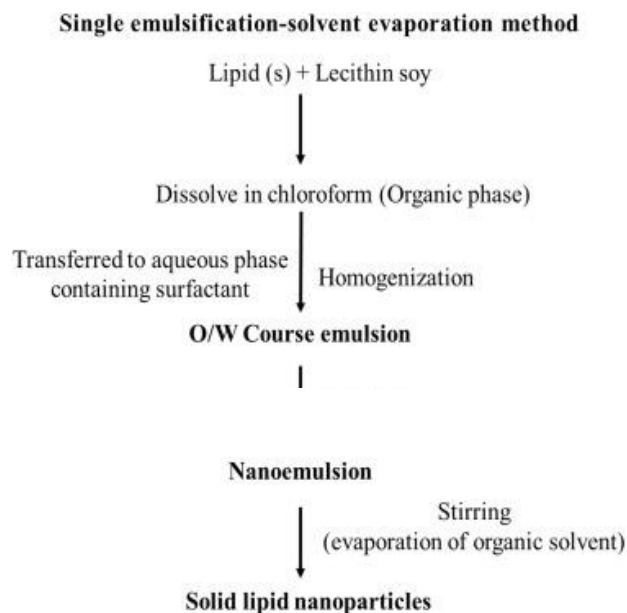 Single emulsification-solvent evaporation method
Lipid (s) + Lecithin soy
Dissolve in chloroform (Organic phase)
Transferred to aqueous phase
containing surfactant
Homogenization
O/W Course emulsion
Nanoemulsion
Stirring
(evaporation of organic solvent)
Solid lipid nanoparticles